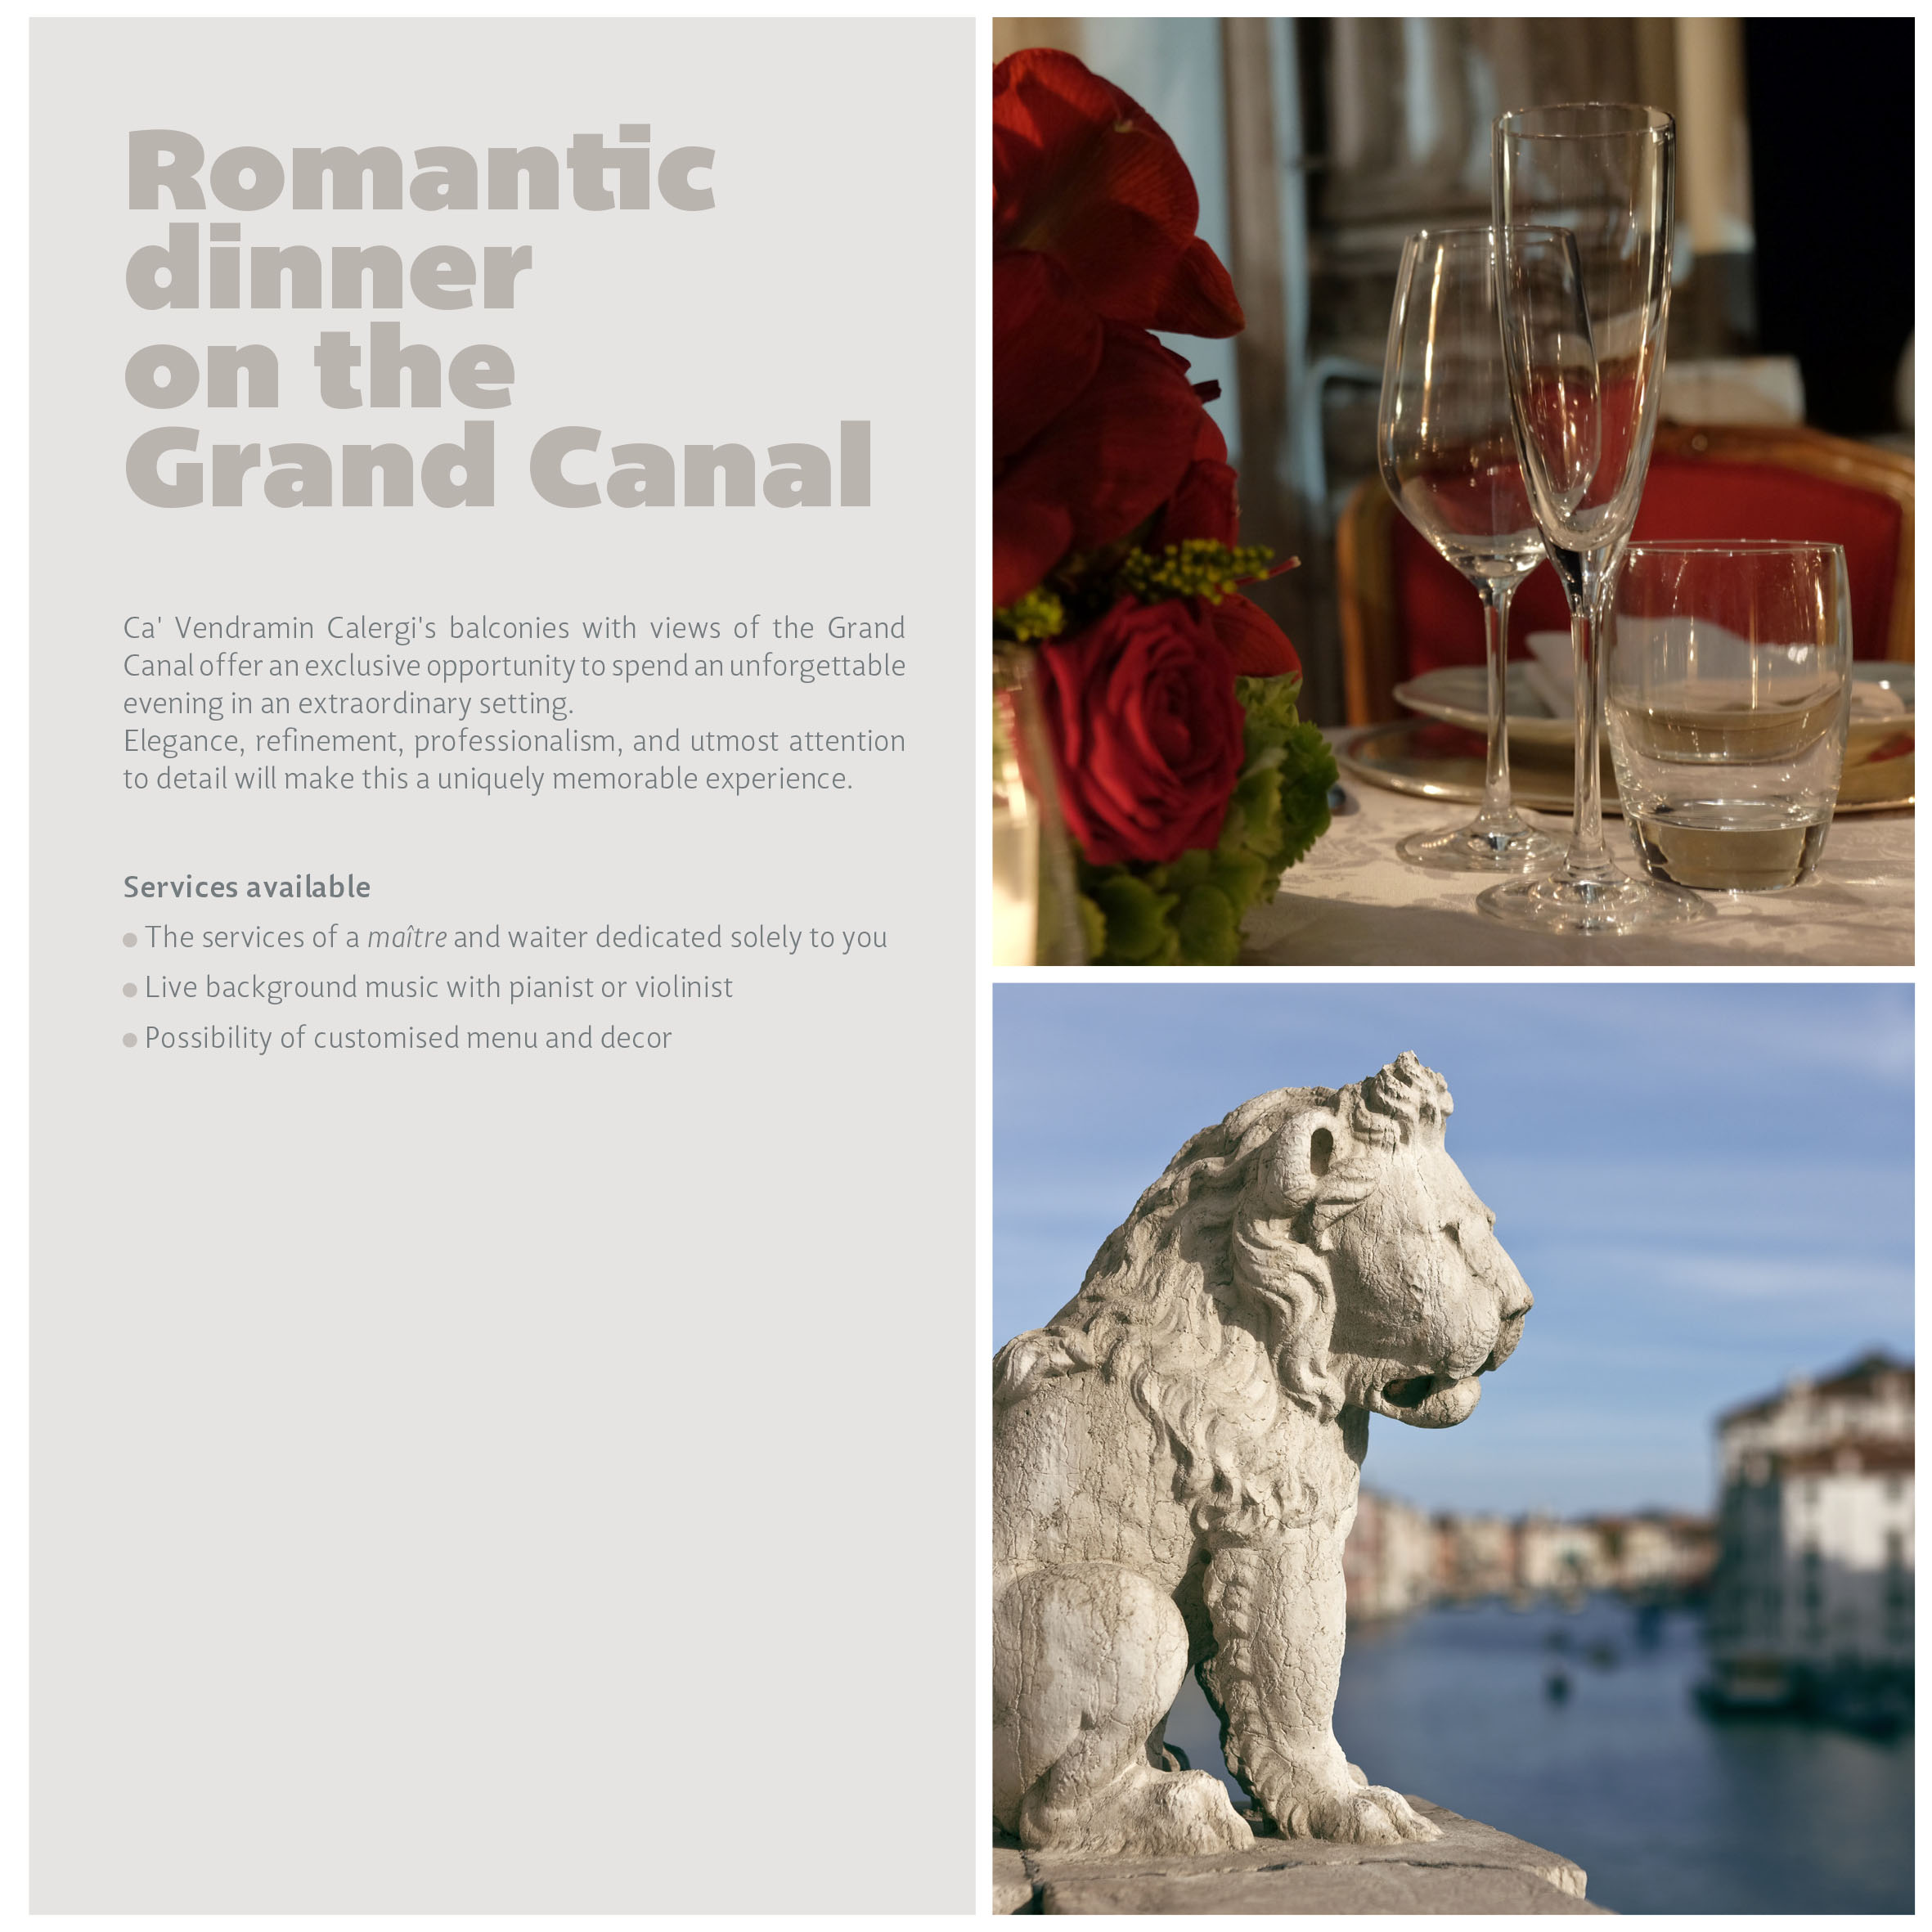 Romantic
dinner
on the
Grand Canal
Ca' Vendramin Calergi's balconies with views of the Grand
Canal offer an exclusive opportunity to spend an unforgettable
evening in an extraordinary setting.
Elegance, refinement, professionalism, and utmost attention
to detail will make this a uniquely memorable experience.
Services available
● The services of a maître and waiter dedicated solely to you
● Live background music with pianist or violinist
● Possibility of customised menu and decor